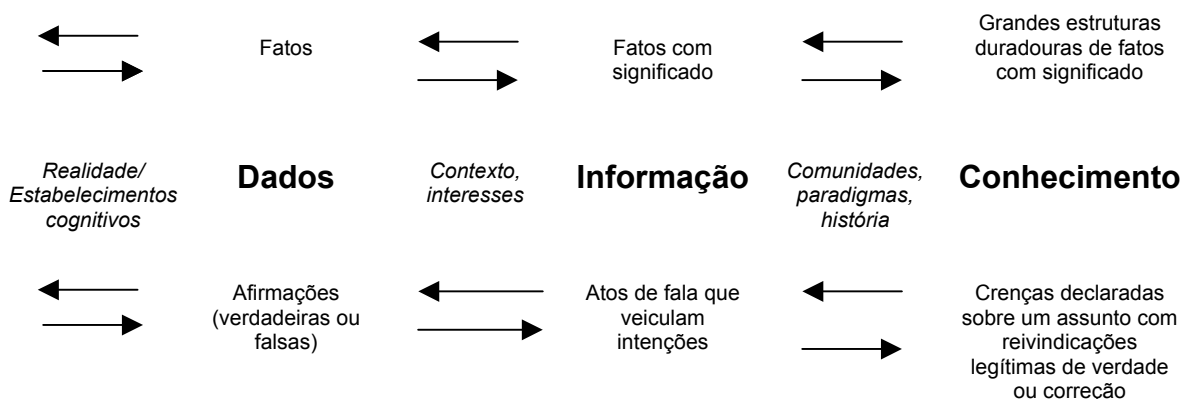 Fatos
Fatos com
significado
Grandes estruturas
duradouras de fatos
com significado
Realidade/
Estabelecimentos
cognitivos
Dados
Contexto,
interesses
Informação
Comunidades,
paradigmas,
história
Conhecimento
Afirmações
(verdadeiras ou
falsas)
Atos de fala que
veiculam
intenções
Crenças declaradas
sobre um assunto com
reivindicações
legítimas de verdade
ou correção